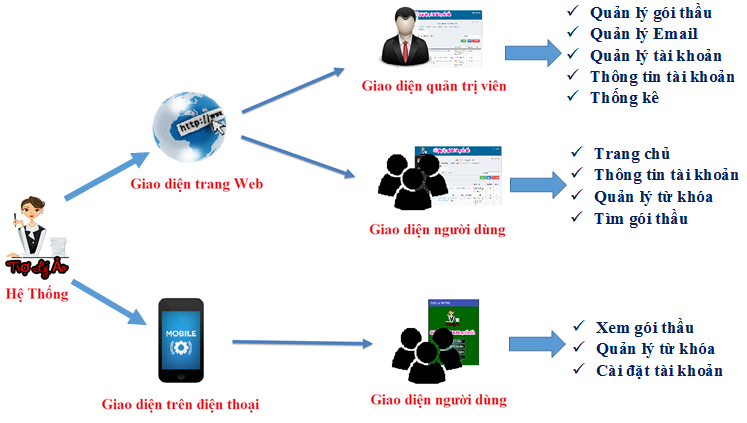 Quản lý gói thầu
Quản lý Email
Quản lý tài khoản
Thông tin tài khoản
Thống kê
Giao diện quản trị viên
http://www
Giao diện trang Web
Trang chủ
Thông tin tài khoản
Quản lý từ khóa
Tìm gói thầu
Giao diện người dùng
Trợ Lý Ảo
Hệ Thống
MOBILE
Giao diện trên điện thoại
Xem gói thầu
Quản lý từ khóa
Cài đặt tài khoản
Giao diện người dùng